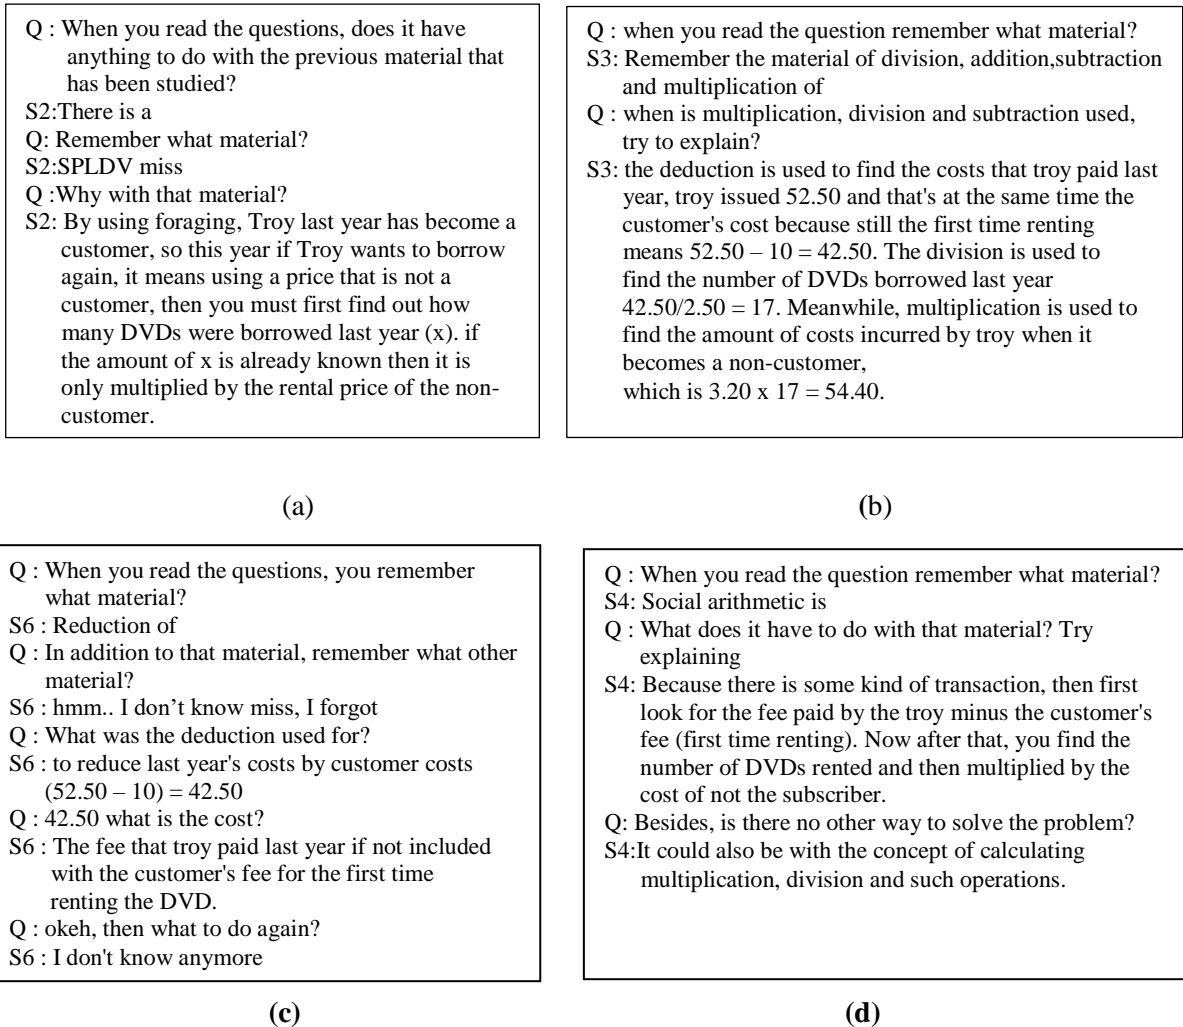 Q : When you read the questions, does it have
anything to do with the previous material that
has been studied?
S2:There is a
Q: Remember what material?
S2:SPLDV miss
Q :Why with that material?
S2: By using foraging, Troy last year has become a
customer, so this year if Troy wants to borrow
again, it means using a price that is not a
customer, then you must first find out how
many DVDs were borrowed last year (x). if
the amount of x is already known then it is
only multiplied by the rental price of the non-
customer.
(a)
Q : when you read the question remember what material?
S3: Remember the material of division, addition,subtraction
and multiplication of
Q : when is multiplication, division and subtraction used,
try to explain?
S3: the deduction is used to find the costs that troy paid last
year, troy issued 52.50 and that's at the same time the
customer's cost because still the first time renting
means 52.50 – 10 = 42.50. The division is used to
find the number of DVDs borrowed last year
42.50/2.50 = 17. Meanwhile, multiplication is used to
find the amount of costs incurred by troy when it
becomes a non-customer,
which is 3.20 x 17 = 54.40.
(b)
Q : When you read the questions, you remember
what material?
S6 : Reduction of
Q : In addition to that material, remember what other
material?
S6 : hmm.. I don’t know miss, I forgot
Q : What was the deduction used for?
S6 : to reduce last year's costs by customer costs
(52.50 – 10) = 42.50
Q : 42.50 what is the cost?
S6 : The fee that troy paid last year if not included
with the customer's fee for the first time
renting the DVD.
Q : okeh, then what to do again?
S6 : I don't know anymore
(c)
Q : When you read the question remember what material?
S4: Social arithmetic is
Q : What does it have to do with that material? Try
explaining
S4: Because there is some kind of transaction, then first
look for the fee paid by the troy minus the customer's
fee (first time renting). Now after that, you find the
number of DVDs rented and then multiplied by the
cost of not the subscriber.
Q: Besides, is there no other way to solve the problem?
S4:It could also be with the concept of calculating
multiplication, division and such operations.
(d)